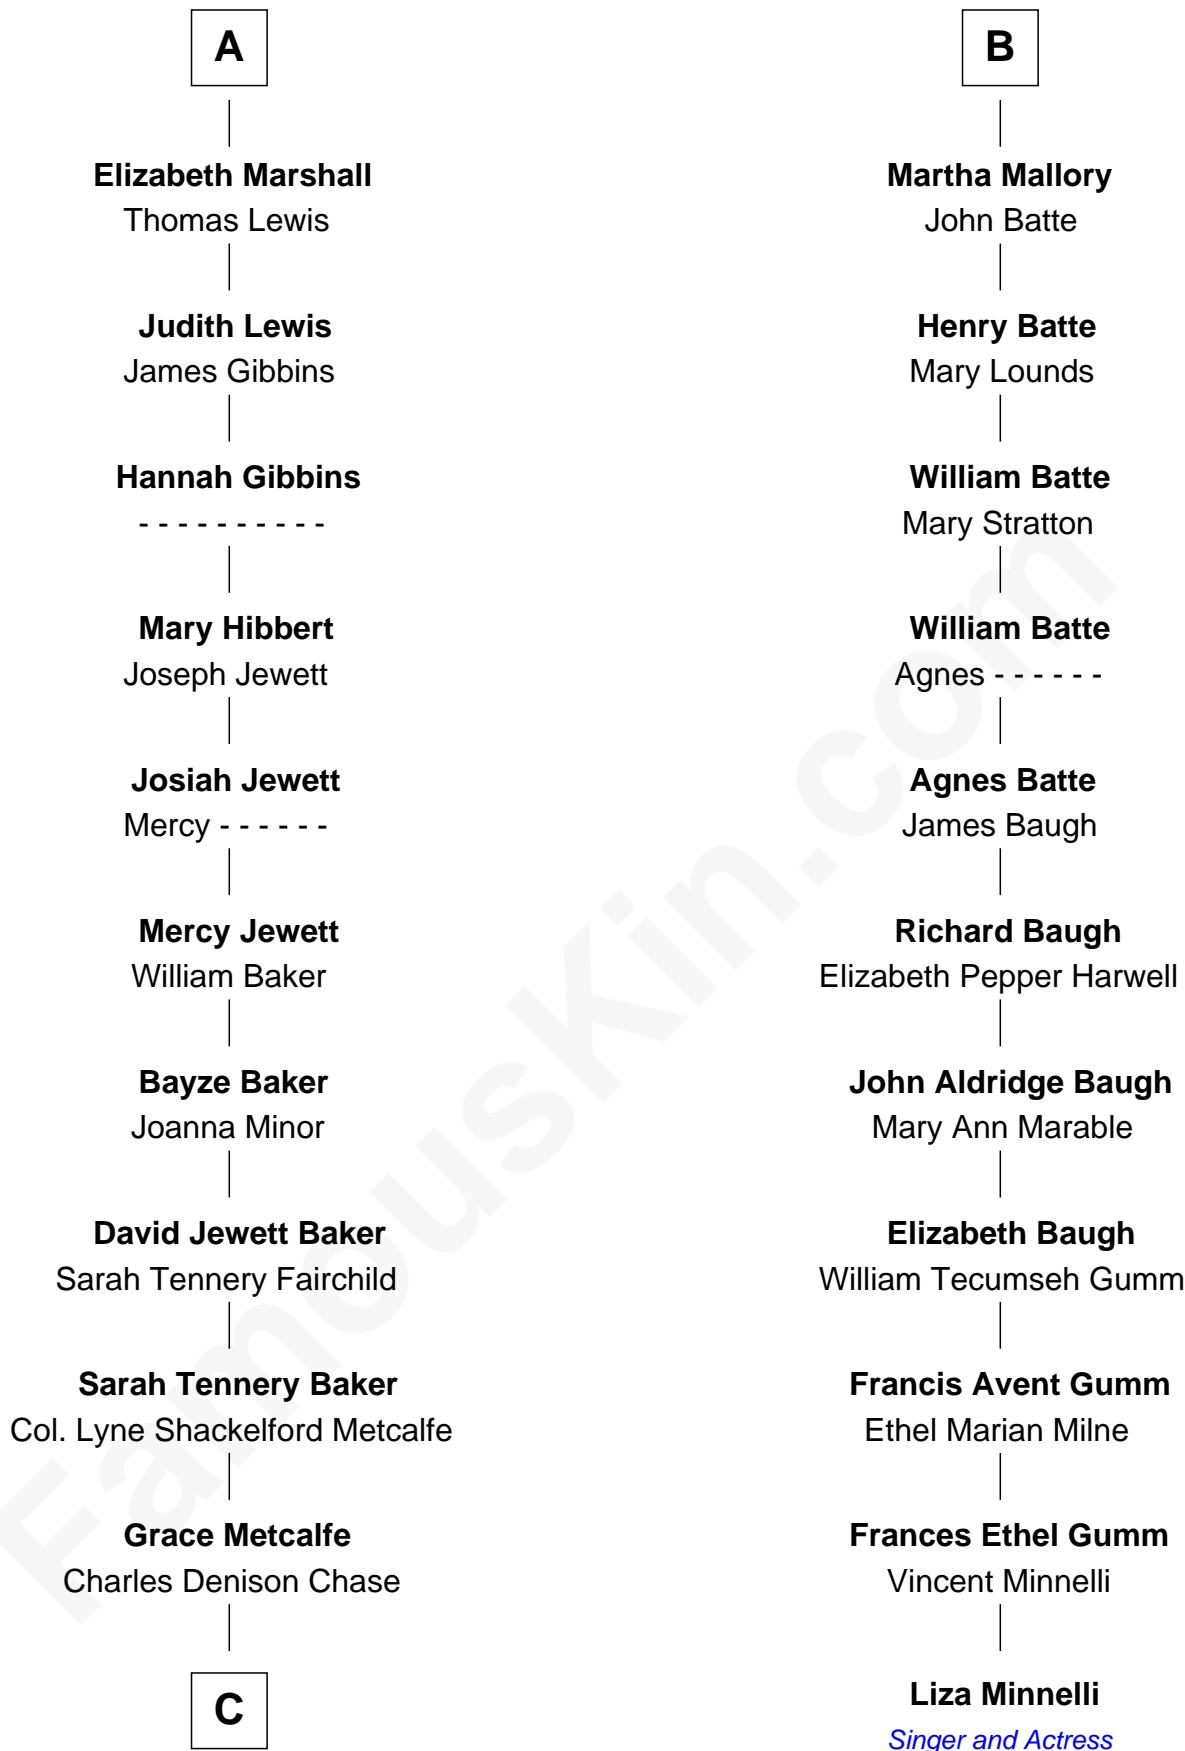 A
Elizabeth Marshall
Thomas Lewis
Judith Lewis
James Gibbins
Hannah Gibbins
- - - - - - - - - -
Mary Hibbert
Joseph Jewett
Josiah Jewett
Mercy - - - - - -
Mercy Jewett
William Baker
Bayze Baker
Joanna Minor
David Jewett Baker
Sarah Tennery Fairchild
Sarah Tennery Baker
Col. Lyne Shackelford Metcalfe
Grace Metcalfe
Charles Denison Chase
C
B
Martha Mallory
John Batte
Henry Batte
Mary Lounds
William Batte
Mary Stratton
William Batte
Agnes - - - - - -
Agnes Batte
James Baugh
Richard Baugh
Elizabeth Pepper Harwell
John Aldridge Baugh
Mary Ann Marable
Elizabeth Baugh
William Tecumseh Gumm
Francis Avent Gumm
Ethel Marian Milne
Frances Ethel Gumm
Vincent Minnelli
Liza Minnelli
Singer and Actress
FamousKin.com